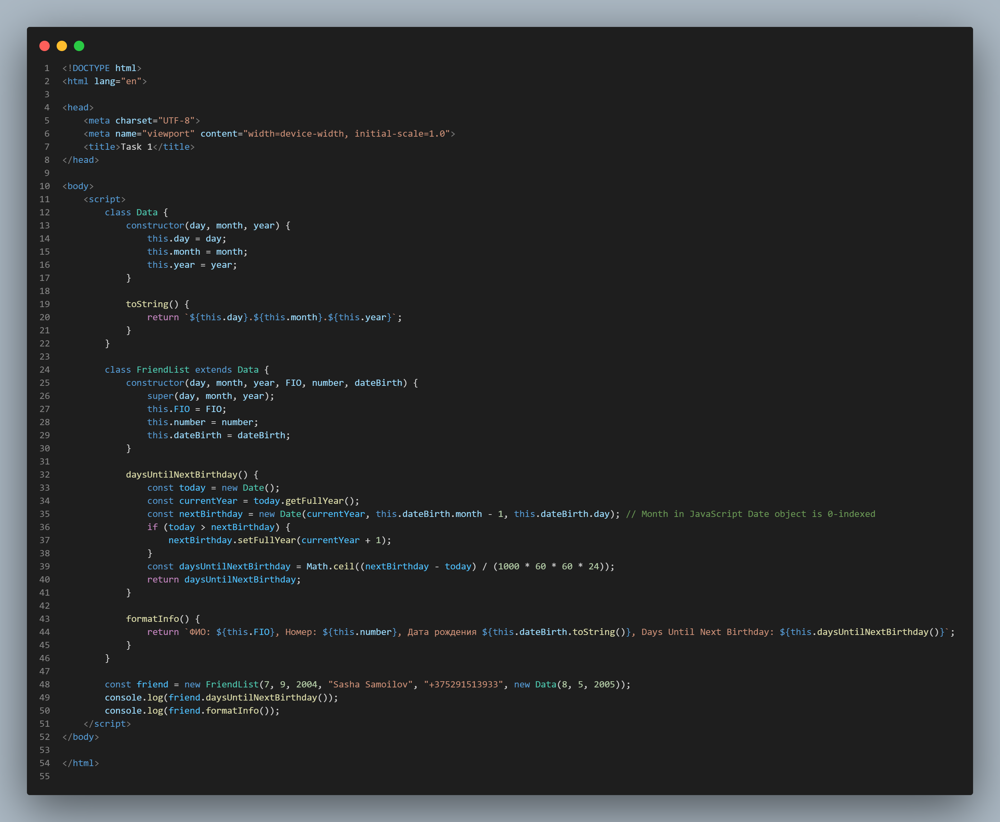 1 <!DOCTYPE html>
2 <html lang="en">
3
4 <head>
5     <meta charset="UTF-8">
6     <meta name="viewport" content="width=device-width, initial-scale=1.0">
7     <title>Task 1</title>
8 </head>
9
10 <body>
11     <script>
12         class Data {
13             constructor(day, month, year) {
14                 this.day = day;
15                 this.month = month;
16                 this.year = year;
17             }
18
19             toString() {
20                 return `${this.day}.${this.month}.${this.year}`;
21             }
22         }
23
24         class FriendList extends Data {
25             constructor(day, month, year, FIO, number, dateBirth) {
26                 super(day, month, year);
27                 this.FIO = FIO;
28                 this.number = number;
29                 this.dateBirth = dateBirth;
30             }
31
32             daysUntilNextBirthday() {
33                 const today = new Date();
34                 const currentYear = today.getFullYear();
35                 const nextBirthday = new Date(currentYear, this.dateBirth.month - 1, this.dateBirth.day); // Month in JavaScript Date object is 0-indexed
36                 if (today > nextBirthday) {
37                     nextBirthday.setFullYear(currentYear + 1);
38                 }
39                 const daysUntilNextBirthday = Math.ceil((nextBirthday - today) / (1000 * 60 * 60 * 24));
40                 return daysUntilNextBirthday;
41             }
42
43             formatInfo() {
44                 return `ФИО: ${this.FIO}, Номер: ${this.number}, Дата рождения ${this.dateBirth.toString()}, Days Until Next Birthday: ${this.daysUntilNextBirthday()}`;
45             }
46         }
47
48         const friend = new FriendList(7, 9, 2004, "Sasha Samoilov", "+375291513933", new Data(8, 5, 2005));
49         console.log(friend.daysUntilNextBirthday());
50         console.log(friend.formatInfo());
51     </script>
52 </body>
53
54 </html>
55